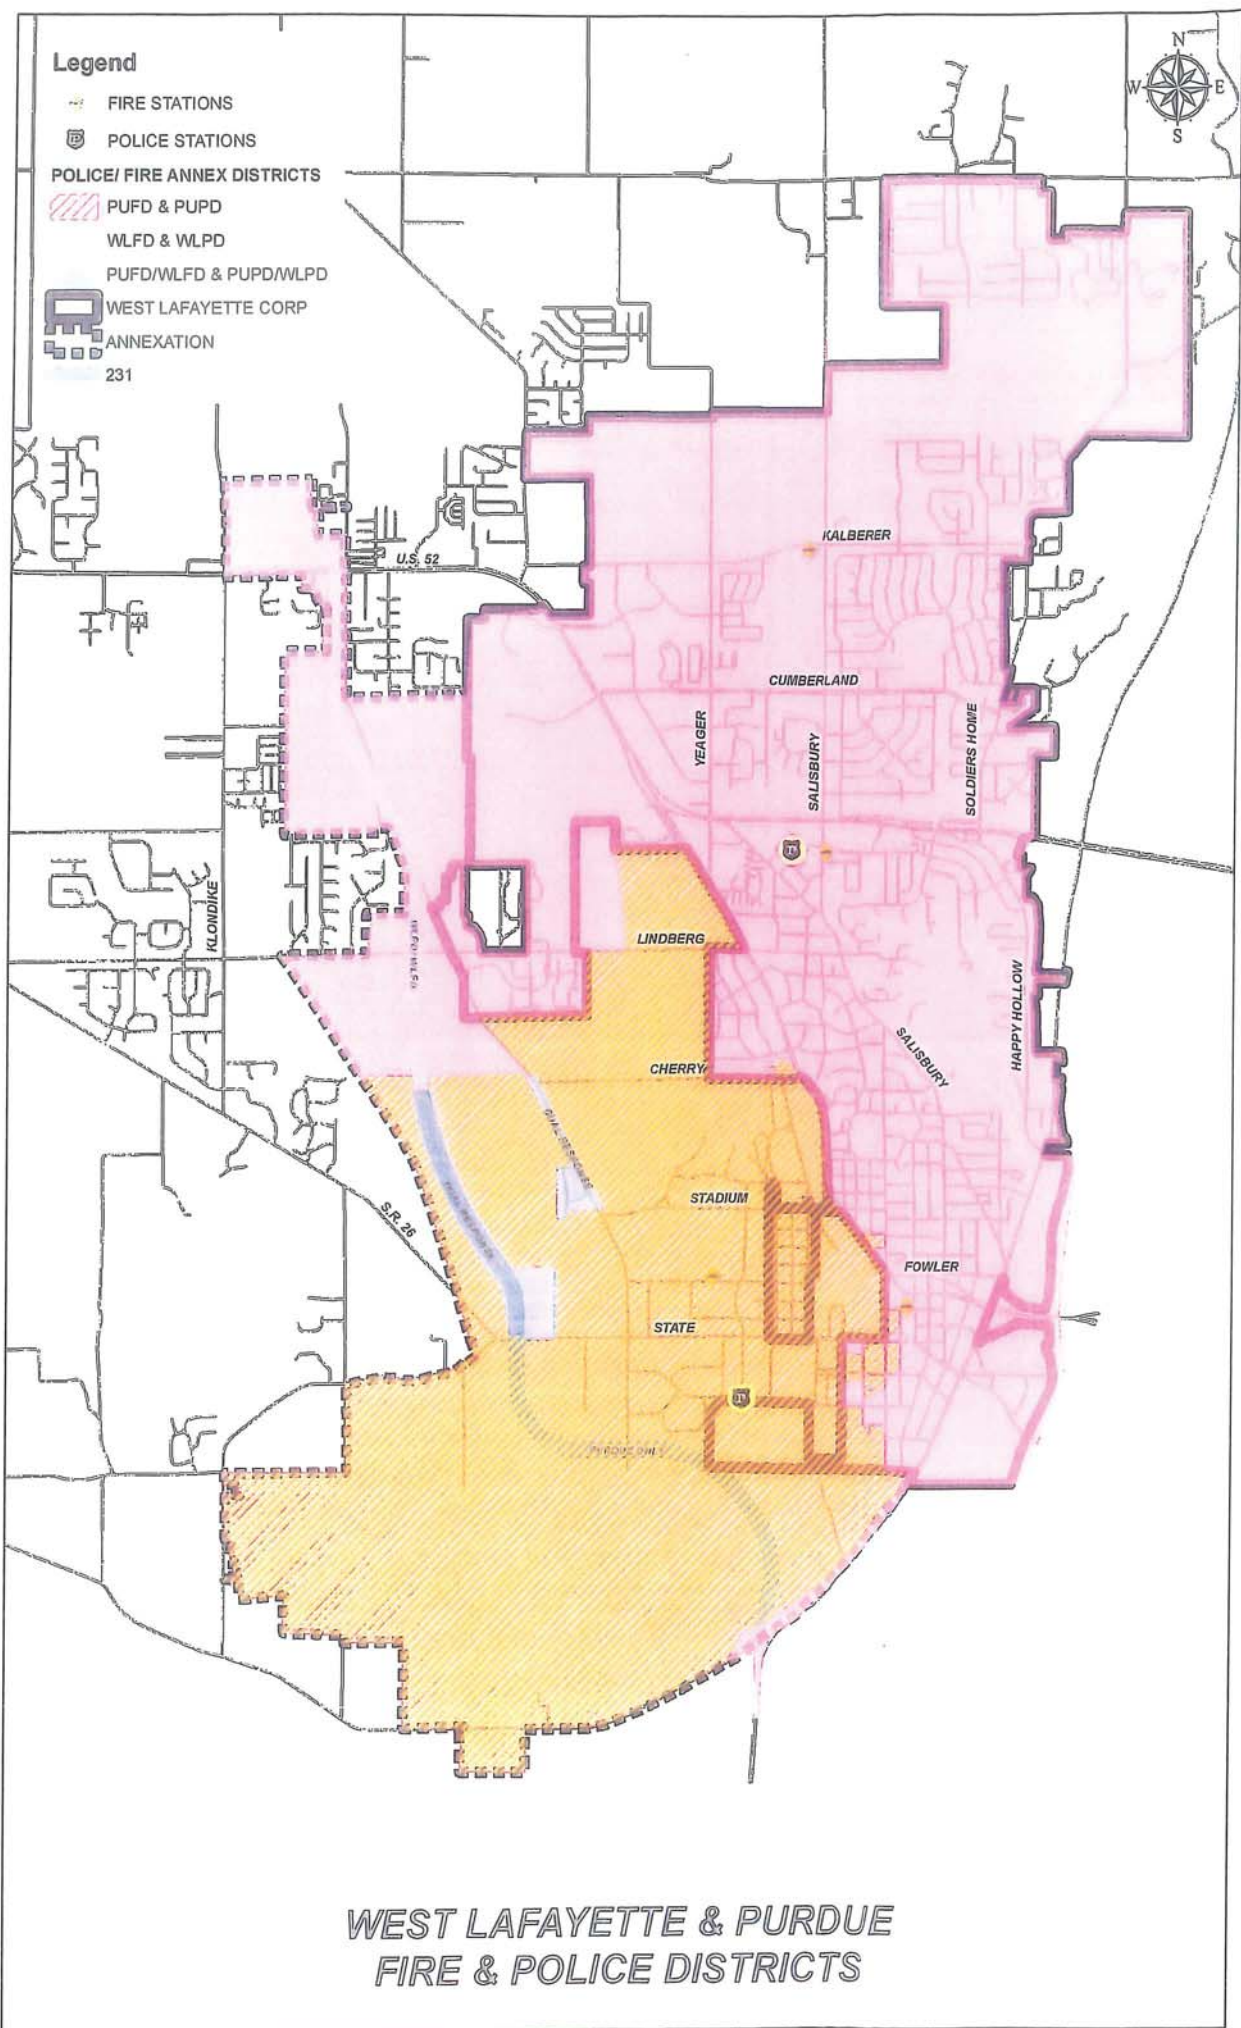 Legend
FIRE STATIONS
POLICE STATIONS
POLICE/ FIRE ANNEX DISTRICTS
PUFD & PUPD
WLFD & WLPD
PUFD/WLFD & PUPD/WLPD
WEST LAFAYETTE CORP
ANNEXATION
231
N
W
E
S
KALBERER
U.S. 52
CUMBERLAND
YEAGER
SALISBURY
SOLDIERS HOME
KLONDIKE
LINDBERG
HAPPY HOLLOW
SALISBURY
CHERRY
STADIUM
S.R. 26
FOWLER
STATE
PURDUE ONLY
WEST LAFAYETTE & PURDUE
FIRE & POLICE DISTRICTS